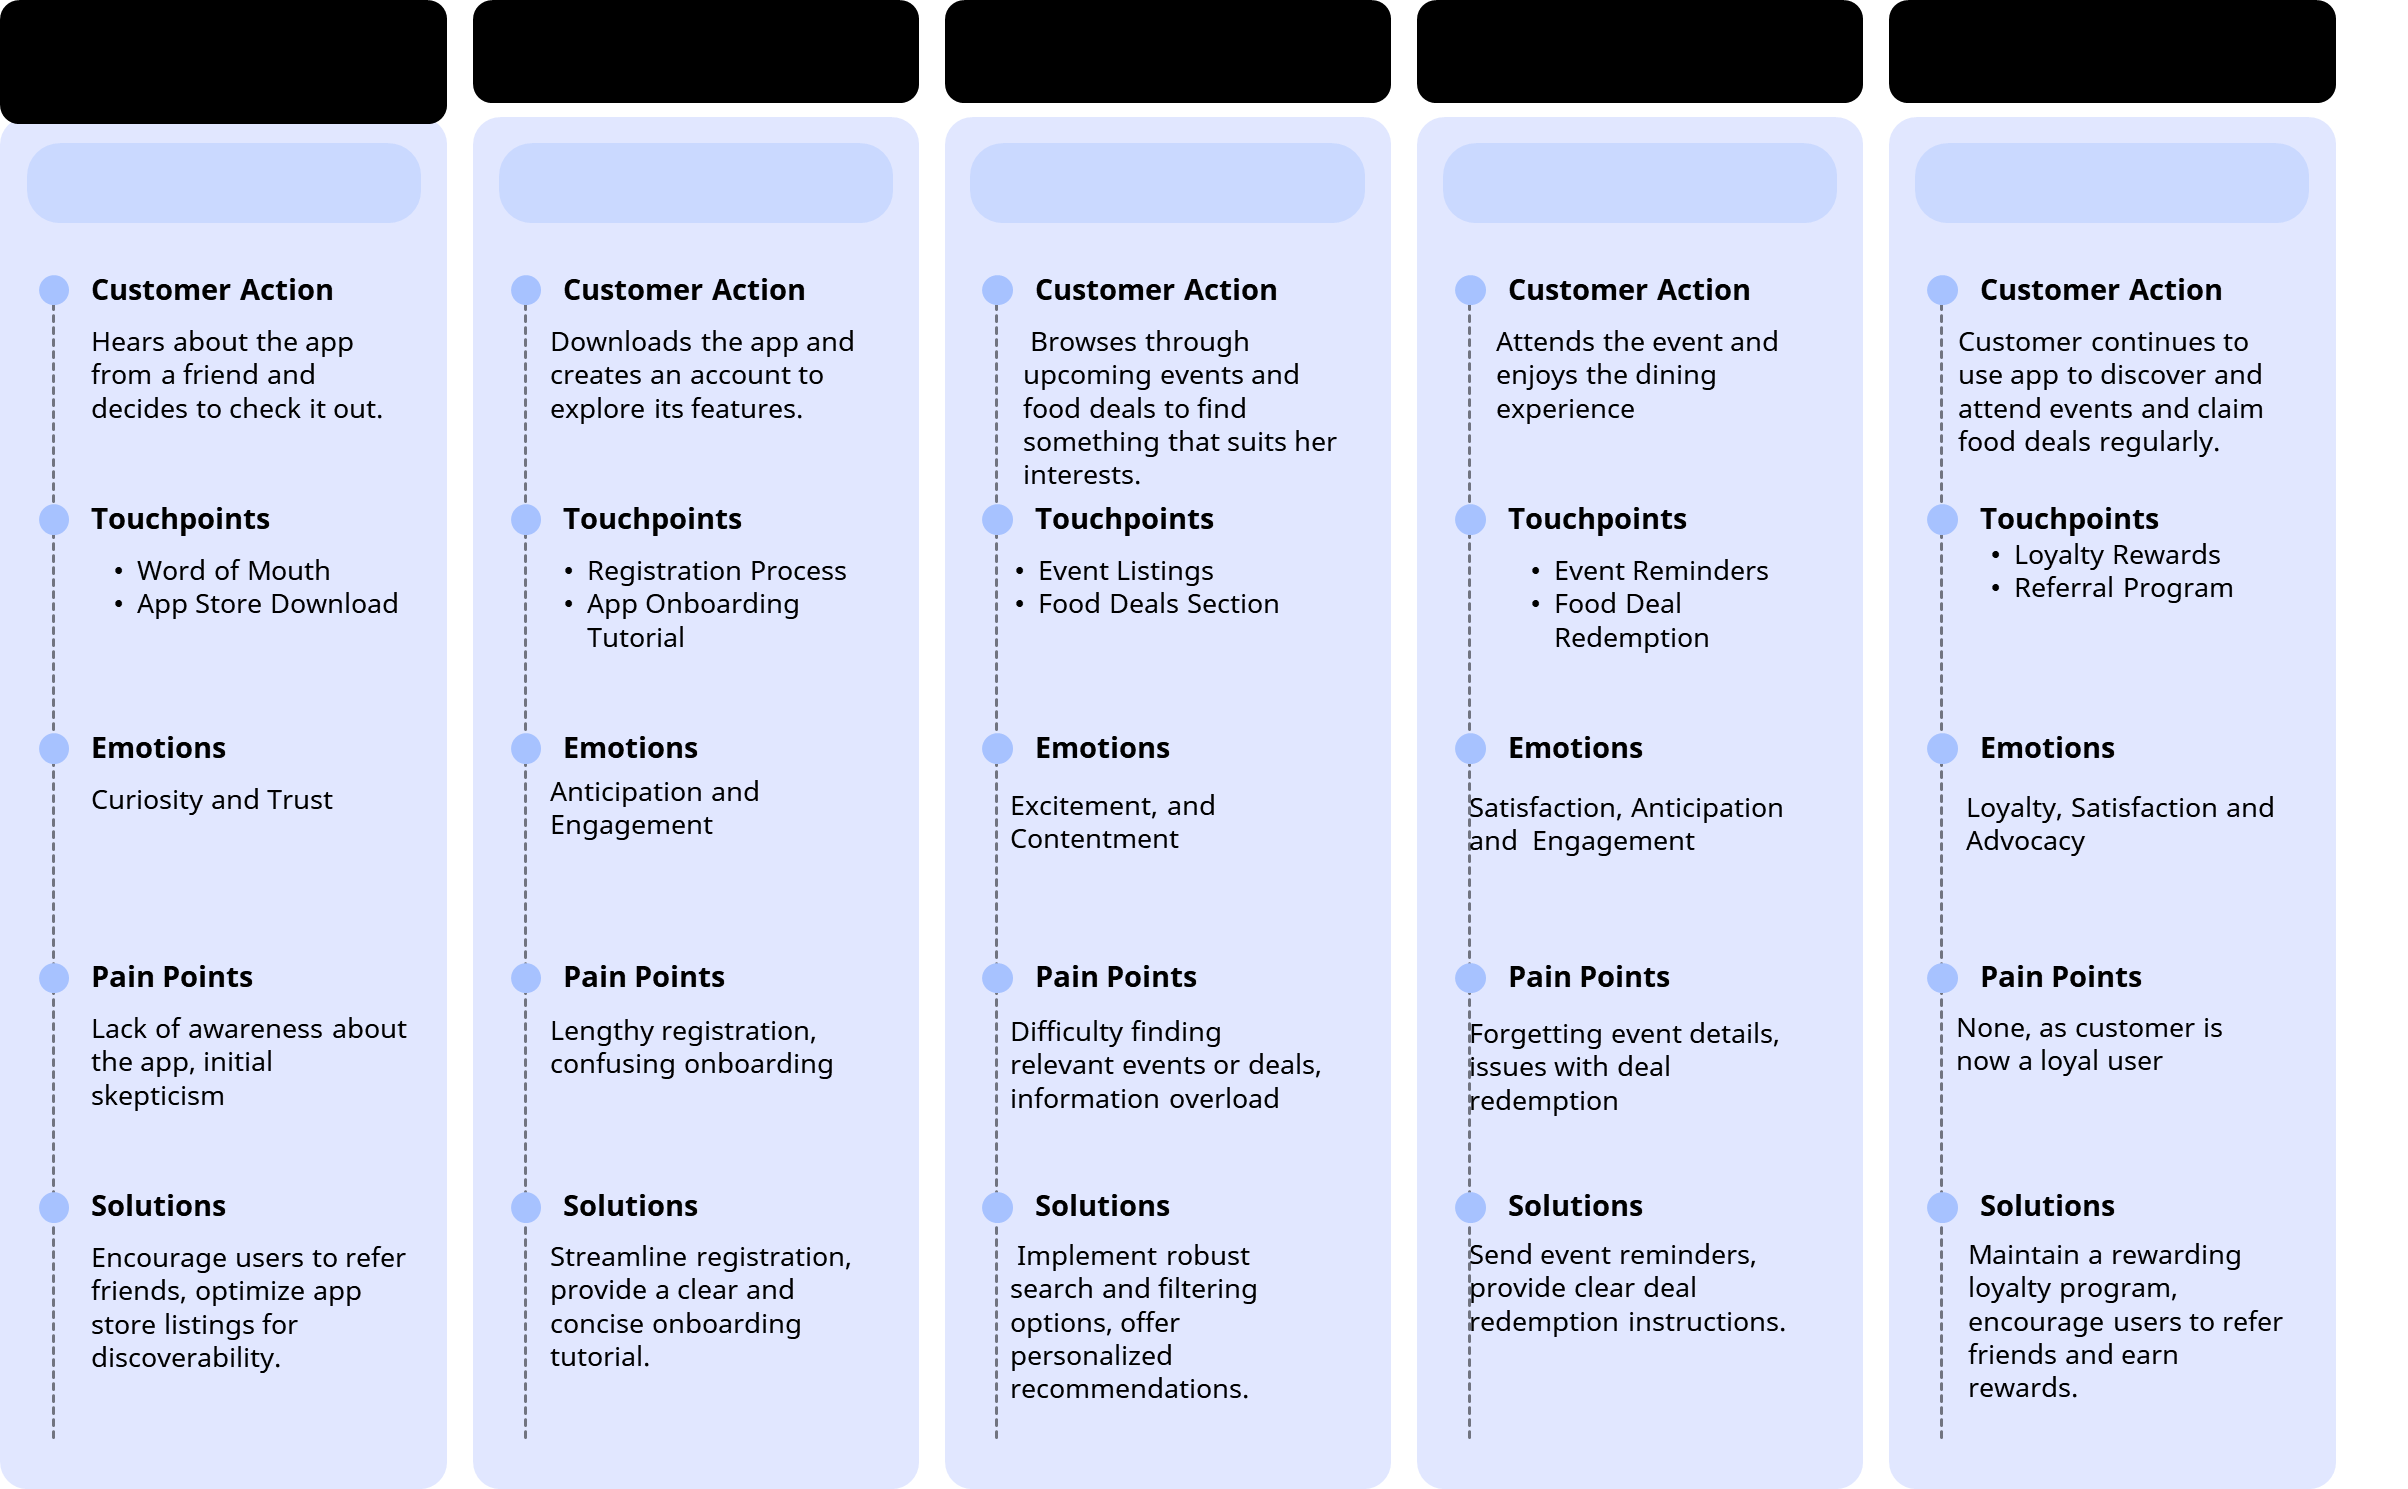 Customer Action
Hears about the app
from a friend and
decides to check it out.
Touchpoints
• Word of Mouth
• App Store Download
Emotions
Curiosity and Trust
Pain Points
Lack of awareness about
the app, initial
skepticism
Solutions
Encourage users to refer
friends, optimize app
store listings for
discoverability.
Customer Action
Downloads the app and
creates an account to
explore its features.
Touchpoints
• Registration Process
• App Onboarding
Tutorial
Emotions
Anticipation and
Engagement
Pain Points
Lengthy registration,
confusing onboarding
Solutions
Streamline registration,
provide a clear and
concise onboarding
tutorial.
Customer Action
Browses through
upcoming events and
food deals to find
something that suits her
interests.
Touchpoints
• Event Listings
• Food Deals Section
Emotions
Excitement, and
Contentment
Pain Points
Difficulty finding
relevant events or deals,
information overload
Solutions
Implement robust
search and filtering
options, offer
personalized
recommendations.
Customer Action
Attends the event and
enjoys the dining
experience
Touchpoints
• Event Reminders
• Food Deal
Redemption
Emotions
Satisfaction, Anticipation
and  Engagement
Pain Points
Forgetting event details,
issues with deal
redemption
Solutions
Send event reminders,
provide clear deal
redemption instructions.
Customer Action
Customer continues to
use app to discover and
attend events and claim
food deals regularly.
Touchpoints
• Loyalty Rewards
• Referral Program
Emotions
Loyalty, Satisfaction and
Advocacy
Pain Points
None, as customer is
now a loyal user
Solutions
Maintain a rewarding
loyalty program,
encourage users to refer
friends and earn
rewards.